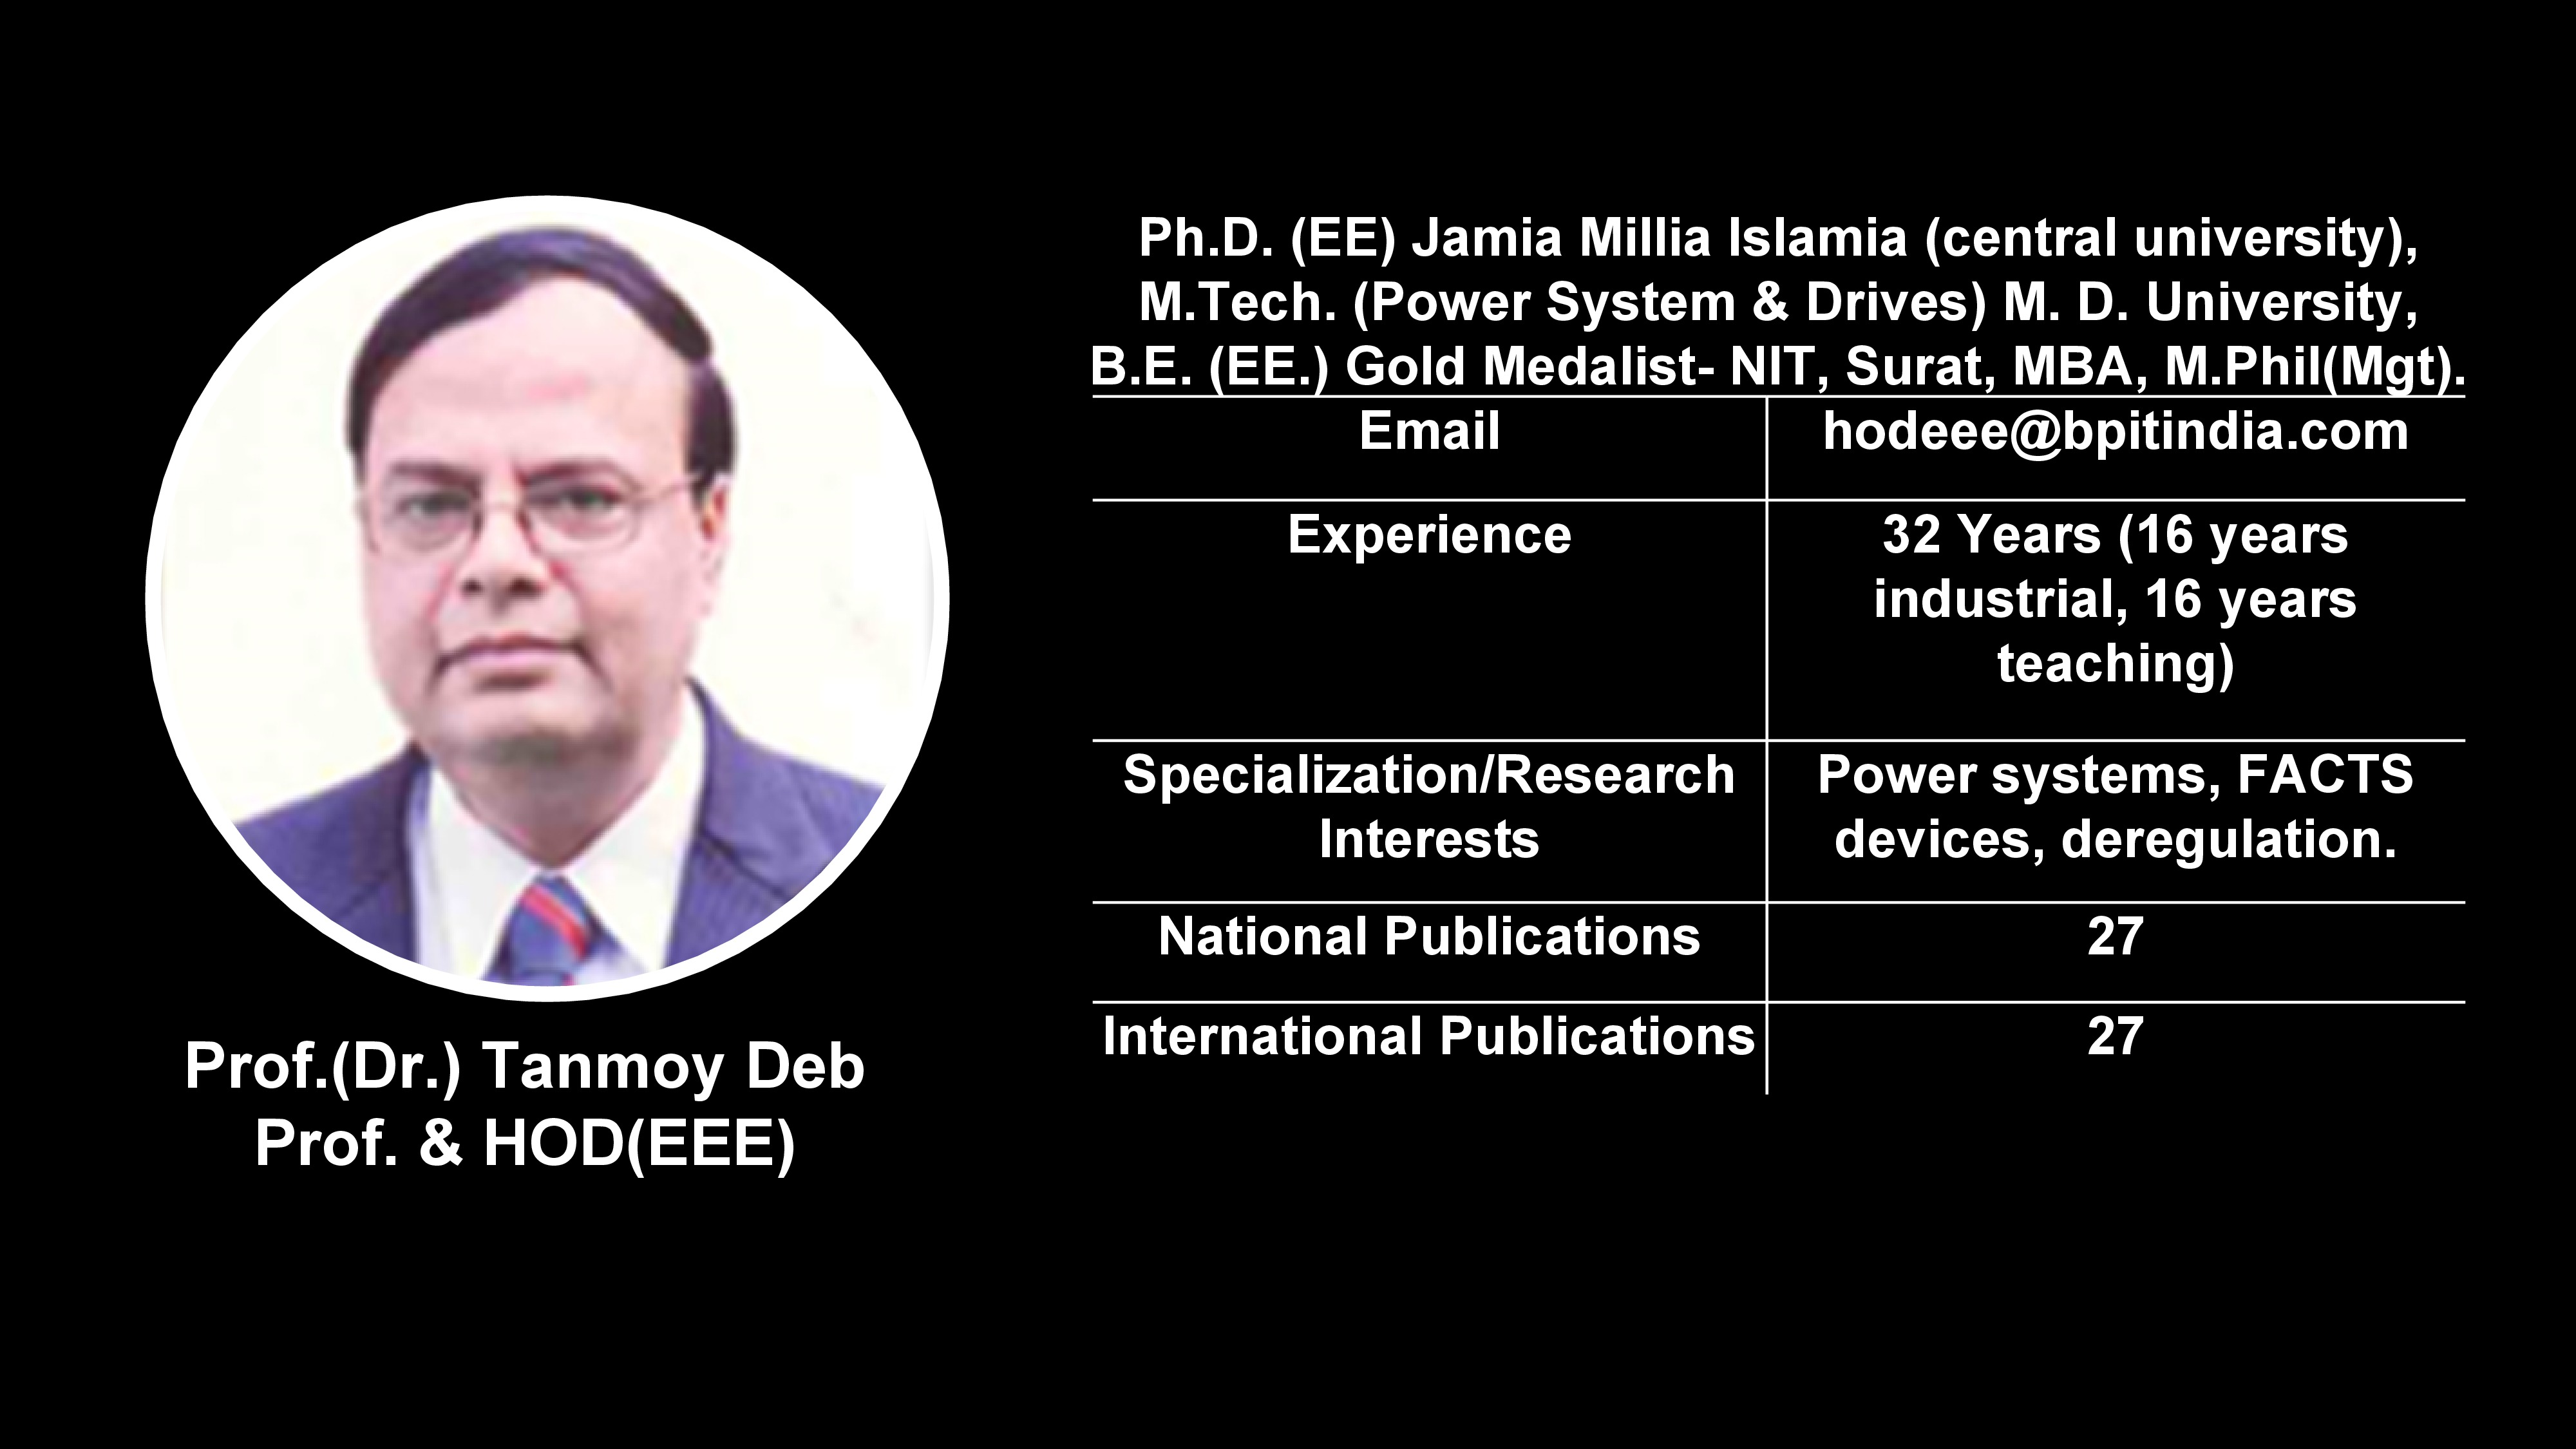 Prof.(Dr.) Tanmoy Deb
Prof. & HOD(EEE)
Ph.D. (EE) Jamia Millia Islamia (central university),
M.Tech. (Power System & Drives) M. D. University,
B.E. (EE.) Gold Medalist- NIT, Surat, MBA, M.Phil(Mgt).
Email
hodeee@bpitindia.com
Experience
32 Years (16 years
industrial, 16 years
teaching)
Specialization/Research
Interests
Power systems, FACTS
devices, deregulation.
National Publications
27
International Publications
27